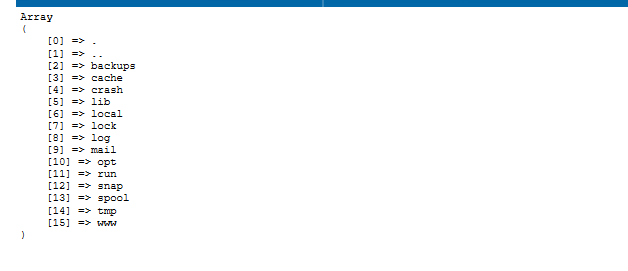 Array
(
    [0] => .
    [1] => ..
    [2] => backups
    [3] => cache
    [4] => crash
    [5] => lib
    [6] => local
    [7] => lock
    [8] => log
    [9] => mail
    [10] => opt
    [11] => run
    [12] => snap
    [13] => spool
    [14] => tmp
    [15] => www
)